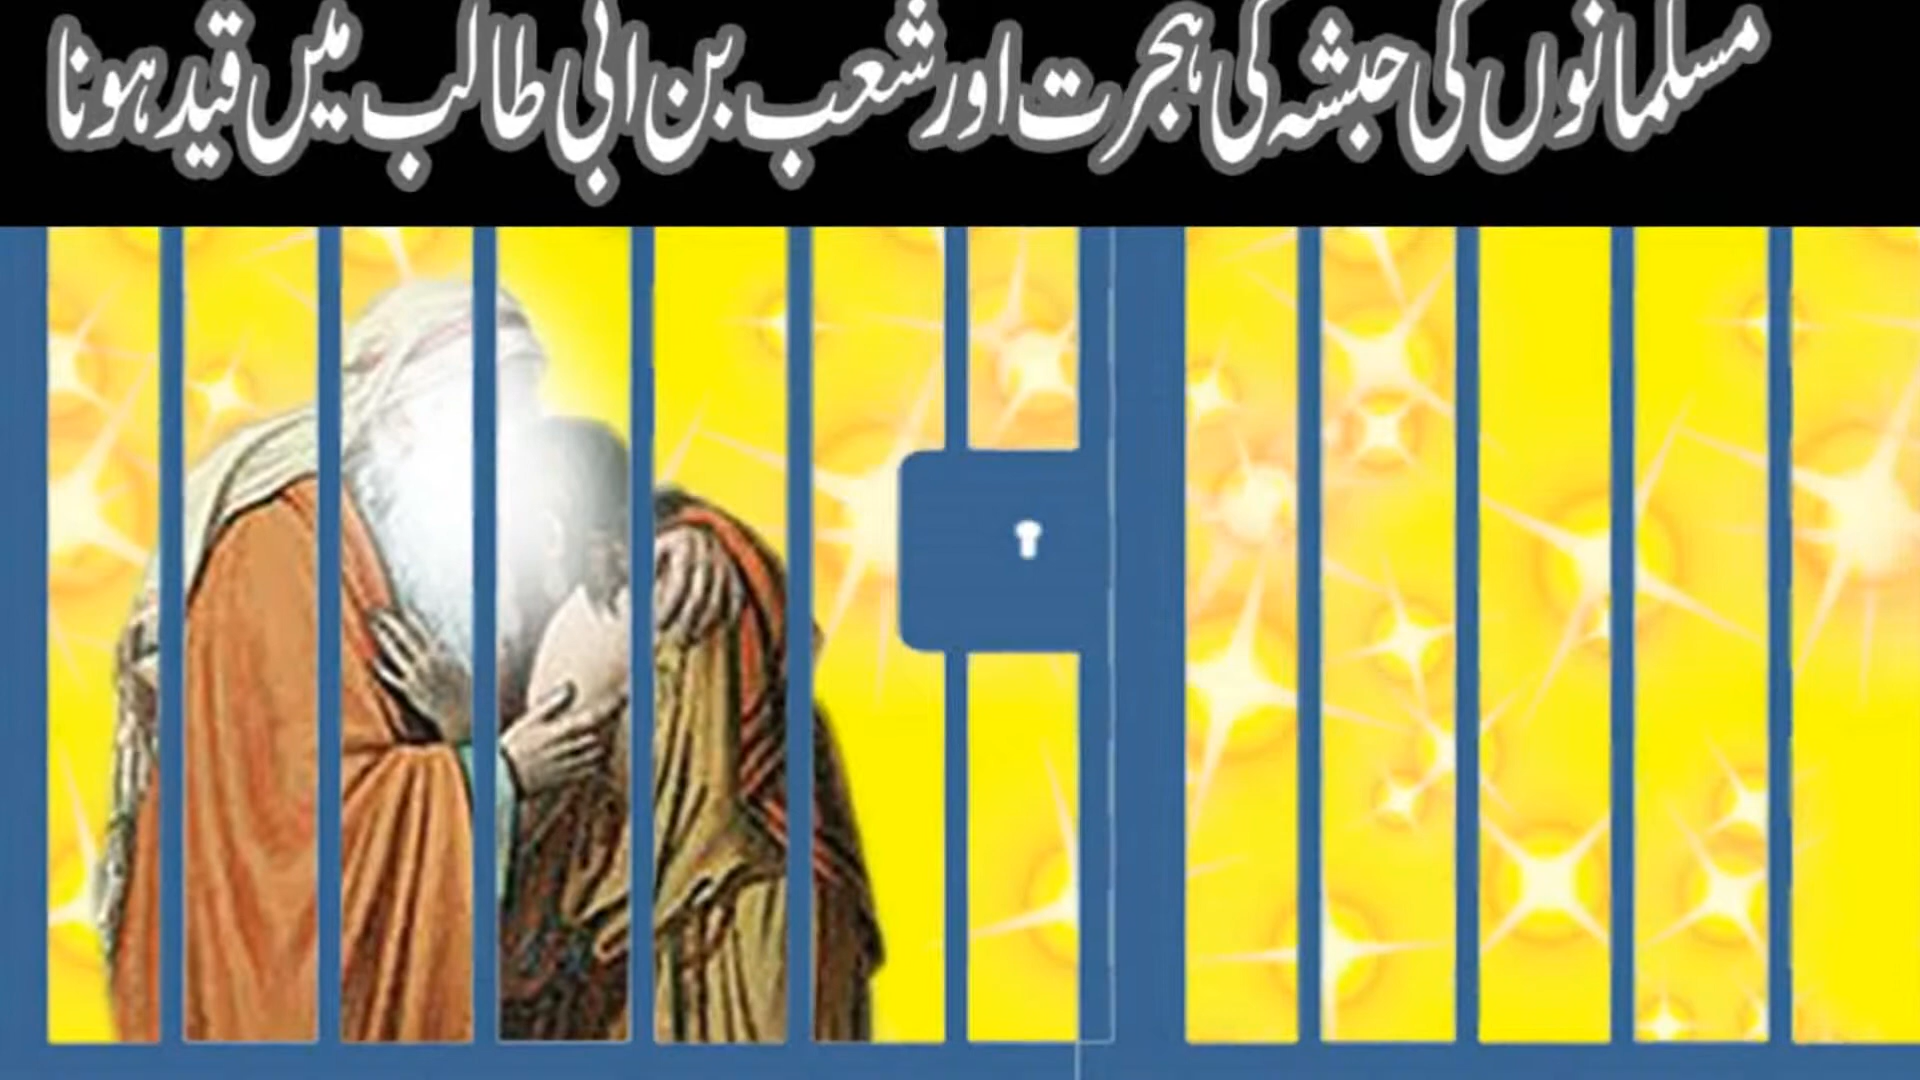 مسلمانوں کی حبشہ کی ہجرت اور شعب بن ابی طالب میں قید ہونا